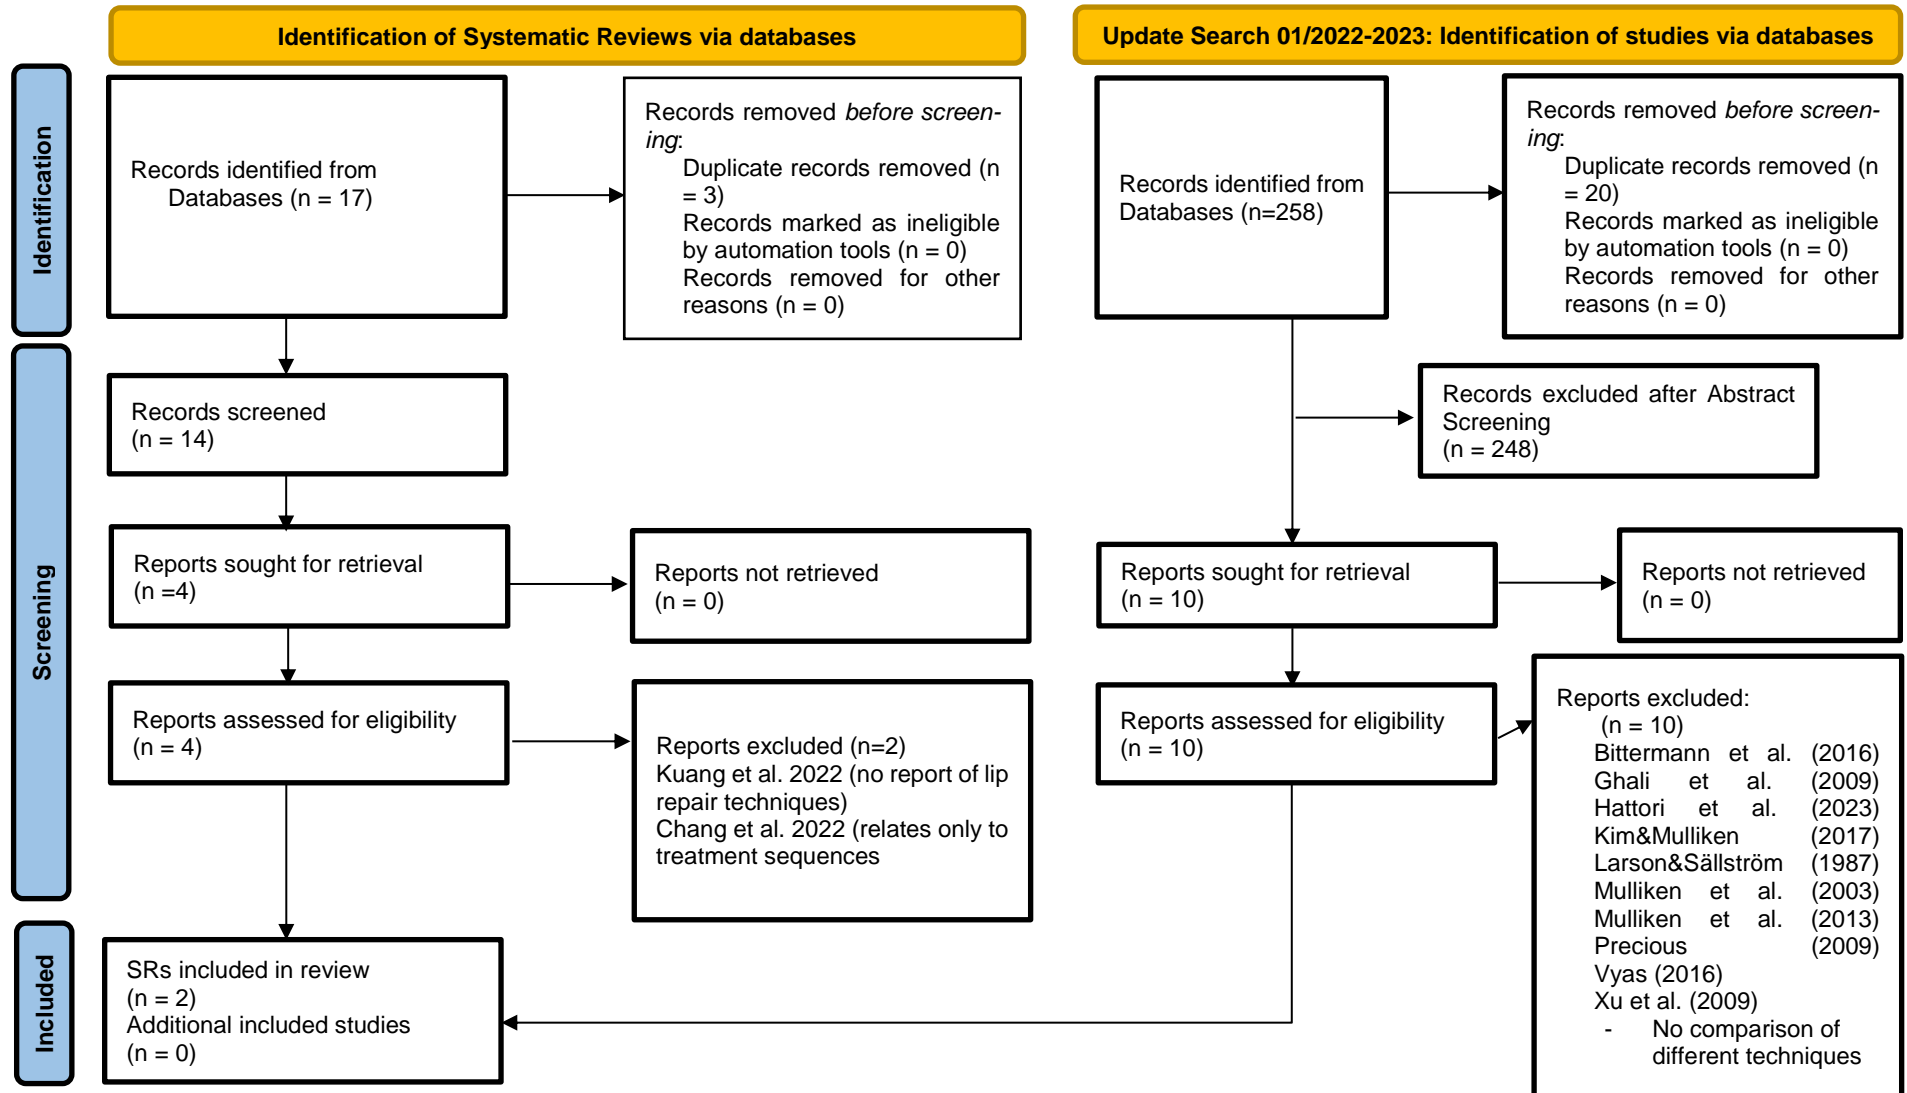 Identification of Systematic Reviews via databases
Update Search 01/2022-2023: Identification of studies via databases
Identification
Records identified from
Databases (n = 17)
Records removed before screen-
ing:
Duplicate records removed (n
= 3)
Records marked as ineligible
by automation tools (n = 0)
Records removed for other
reasons (n = 0)
Records identified from
Databases (n=258)
Records removed before screen-
ing:
Duplicate records removed (n
= 20)
Records marked as ineligible
by automation tools (n = 0)
Records removed for other
reasons (n = 0)
Screening
Records screened
(n = 14)
Records excluded after Abstract
Screening
(n = 248)
Reports sought for retrieval
(n =4)
Reports not retrieved
(n = 0)
Reports sought for retrieval
(n = 10)
Reports not retrieved
(n = 0)
Reports assessed for eligibility
(n = 4)
Reports excluded (n=2)
Kuang et al. 2022 (no report of lip
repair techniques)
Chang et al. 2022 (relates only to
treatment sequences
Reports assessed for eligibility
(n = 10)
Reports excluded:
(n = 10)
Bittermann et al. (2016)
Ghali et al. (2009)
Hattori et al. (2023)
Kim&Mulliken (2017)
Larson&Sällström (1987)
Mulliken et al. (2003)
Mulliken et al. (2013)
Precious (2009)
Vyas (2016)
Xu et al. (2009)
- No comparison of
different techniques
Included
SRs included in review
(n = 2)
Additional included studies
(n = 0)